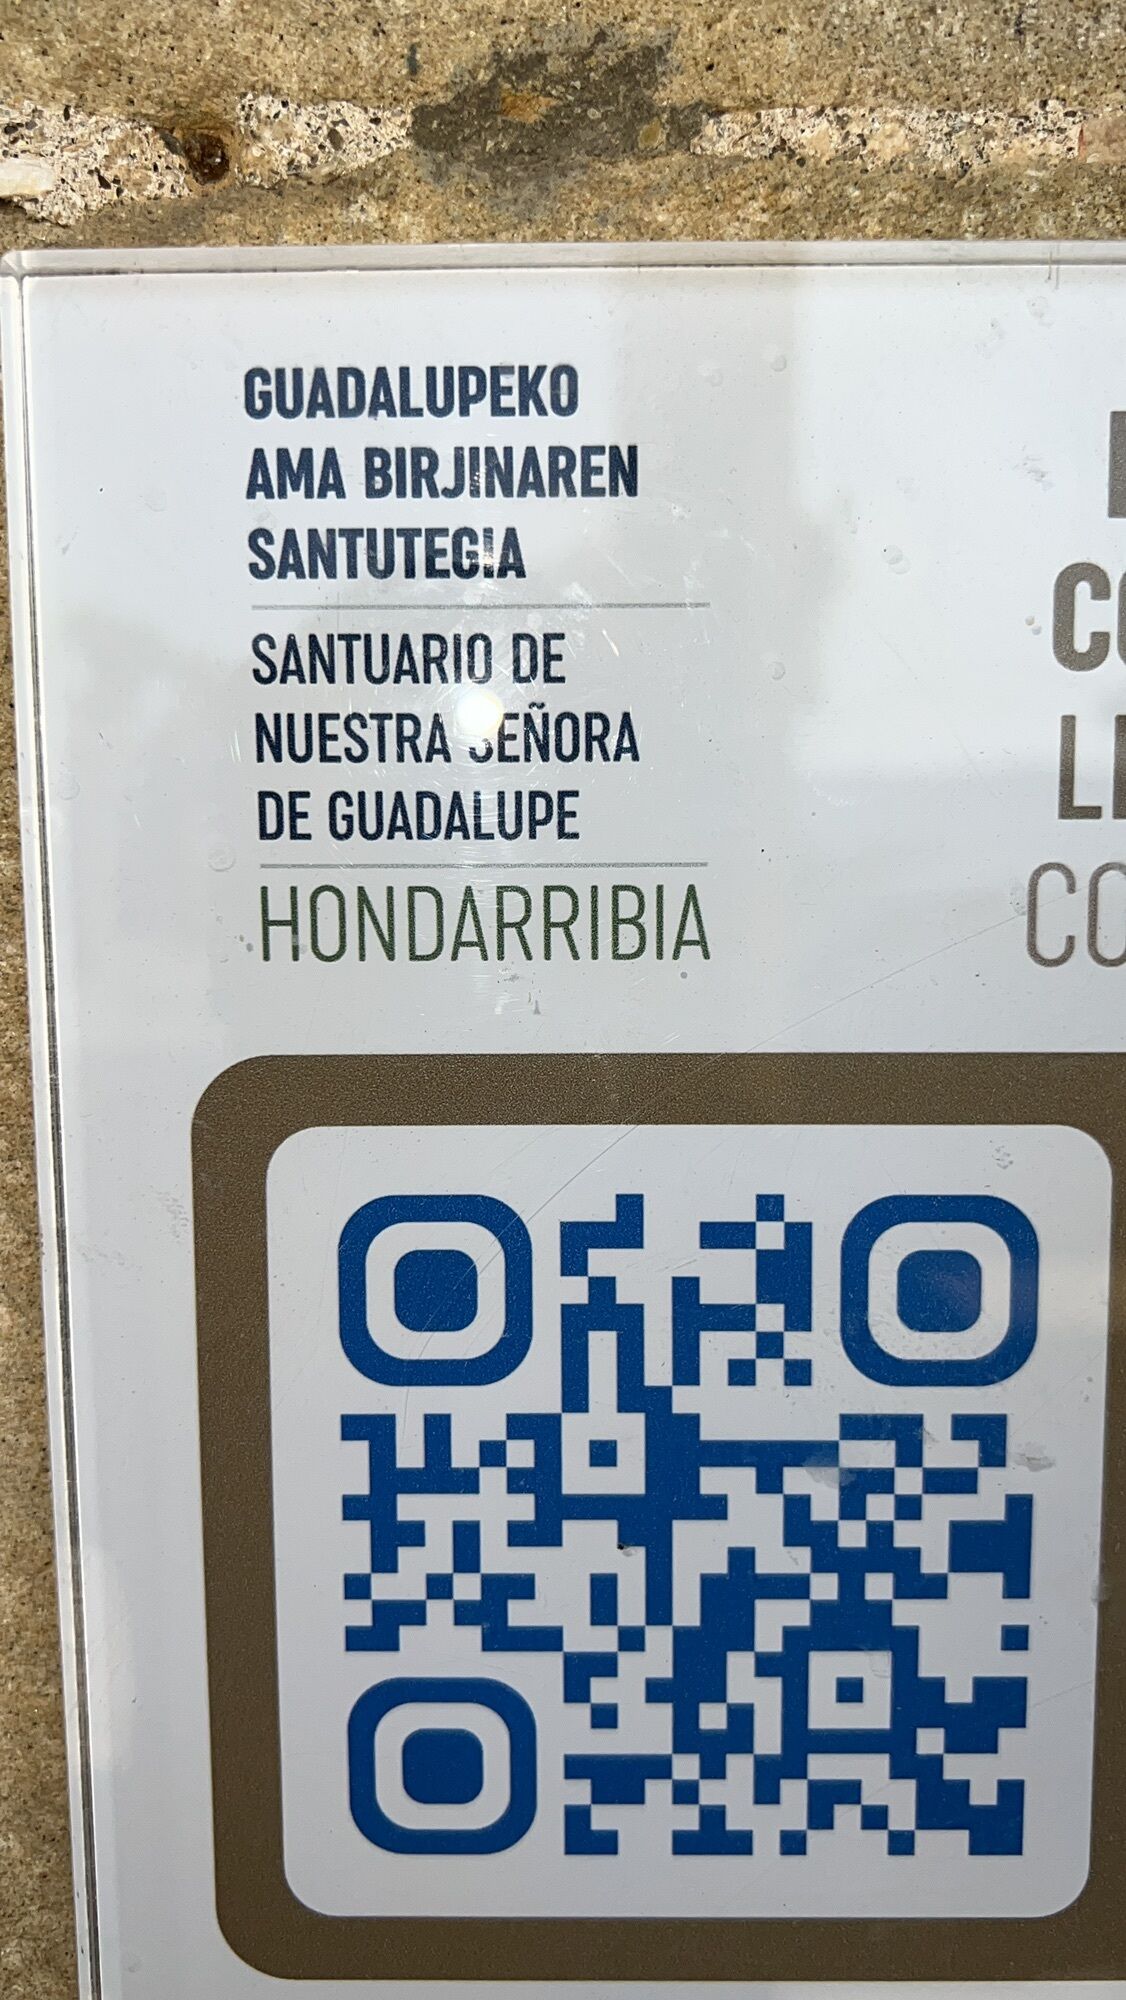 GUADALUPEKO
AMA BIRJINAREN
SANTUTEGIA
SANTUARIO DE
NUESTRA SEÑORA
DE GUADALUPE
HONDARRIBIA